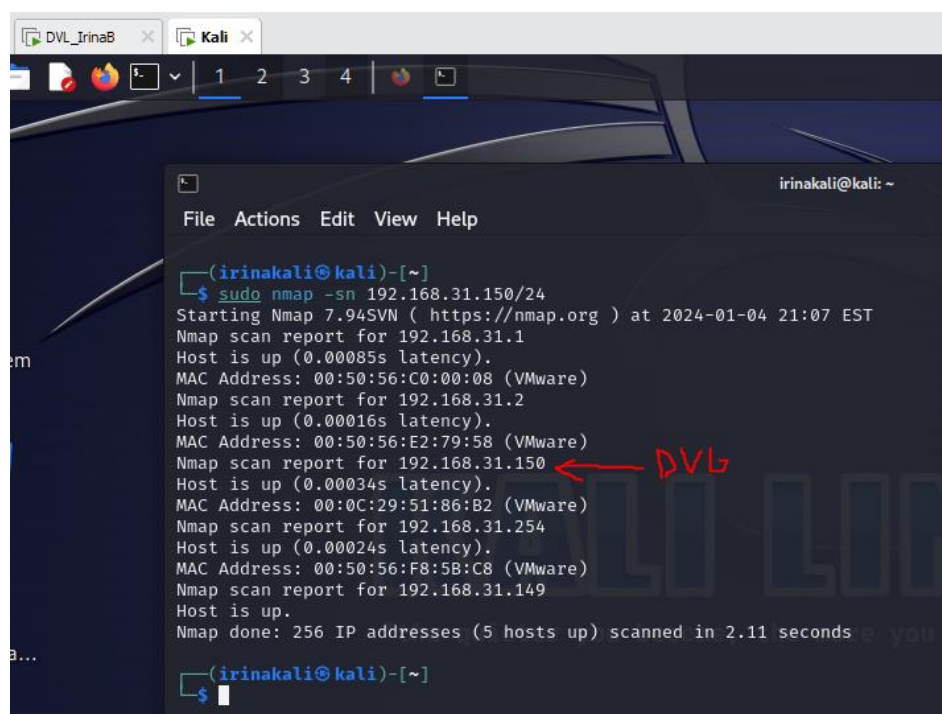 DVL_IrinaB
Kali
1 2 3 4
irinakali@kali: ~
File Actions Edit View Help
(irinakali㉿kali)-[~]
$ sudo nmap -sn 192.168.31.150/24
Starting Nmap 7.94SVN ( https://nmap.org ) at 2024-01-04 21:07 EST
Nmap scan report for 192.168.31.1
Host is up (0.00085s latency).
MAC Address: 00:50:56:C0:00:08 (VMware)
Nmap scan report for 192.168.31.2
Host is up (0.00016s latency).
em
MAC Address: 00:50:56:E2:79:58 (VMware)
Nmap scan report for 192.168.31.150 DVL
Host is up (0.00034s latency).
MAC Address: 00:0C:29:51:86:B2 (VMware)
Nmap scan report for 192.168.31.254
Host is up (0.00024s latency).
MAC Address: 00:50:56:F8:5B:C8 (VMware)
Nmap scan report for 192.168.31.149
Host is up.
Nmap done: 256 IP addresses (5 hosts up) scanned in 2.11 seconds
a...
(irinakali㉿kali)-[~]
$